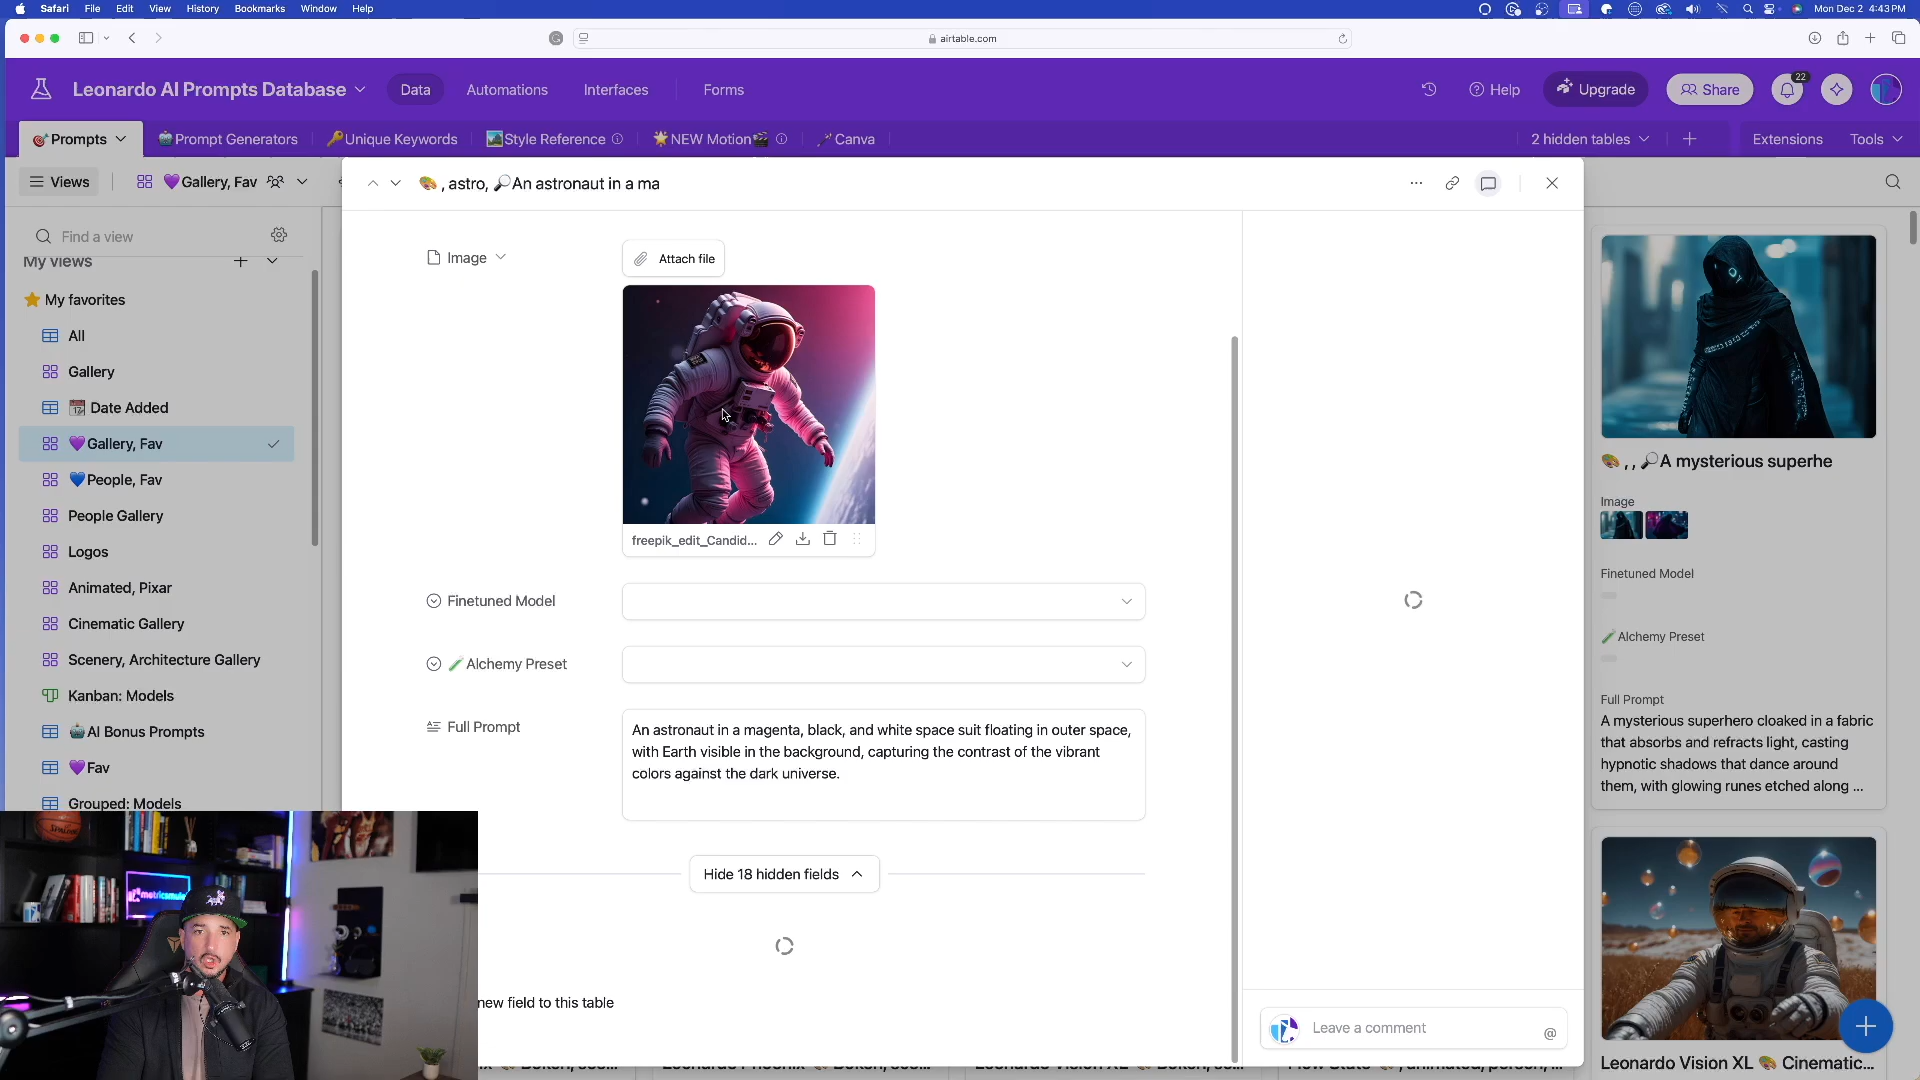 Safari File Edit View History Bookmarks Window Help
Mon Dec 2 4:43 PM
airtable.com
Leonardo AI Prompts Database
Data Automations Interfaces Forms
Help Upgrade Share 22
Prompts Prompt Generators Unique Keywords Style Reference NEW Motion Canva
2 hidden tables Extensions Tools
Views Gallery, Fav
, astro, An astronaut in a ma
Find a view
My views
My favorites
All
Gallery
Date Added
Gallery, Fav
People, Fav
People Gallery
Logos
Animated, Pixar
Cinematic Gallery
Scenery, Architecture Gallery
Kanban: Models
AI Bonus Prompts
Fav
Grouped: Models
Image
Attach file
freepik_edit_Candid...
Finetuned Model
Alchemy Preset
Full Prompt
An astronaut in a magenta, black, and white space suit floating in outer space,
with Earth visible in the background, capturing the contrast of the vibrant
colors against the dark universe.
Hide 18 hidden fields
new field to this table
Leave a comment
@
, , A mysterious superhe
Image
Finetuned Model
Alchemy Preset
Full Prompt
A mysterious superhero cloaked in a fabric
that absorbs and refracts light, casting
hypnotic shadows that dance around
them, with glowing runes etched along ...
Leonardo Vision XL Cinematic...